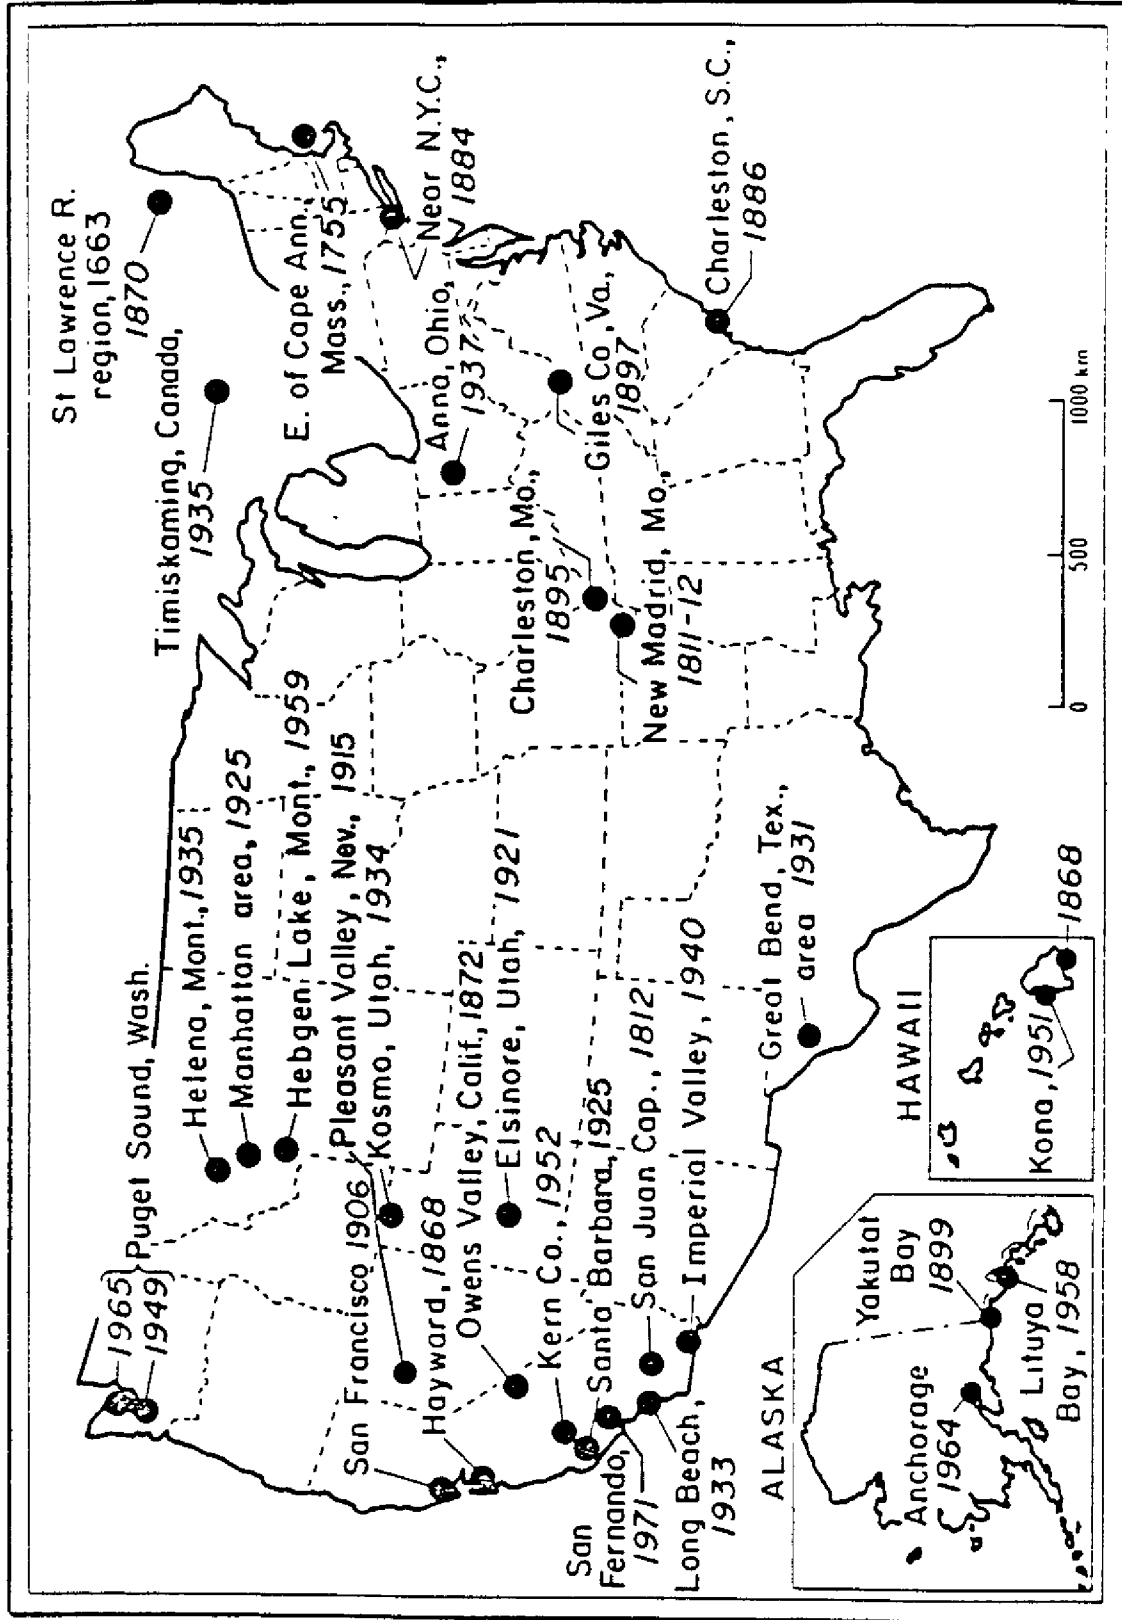 St Lawrence R.
region, 1663
1870
Timiskaming, Canada,
1935
E. of Cape Ann.,
Mass., 1755
Near N.Y.C.,
1884
Anna, Ohio,
1937
Charleston, S.C.,
1886
Giles Co, Va.,
1897
Charleston, Mo.,
1895
New Madrid, Mo.,
1811-12
Puget Sound, Wash.
1965
1949
Helena, Mont., 1935
Manhattan area, 1925
Hebgen Lake, Mont., 1959
Pleasant Valley, Nev., 1915
Kosmo, Utah, 1934
San Francisco 1906
Hayward, 1868
Owens Valley, Calif., 1872
Elsinore, Utah, 1921
Kern Co., 1952
Santa Barbara, 1925
San
Fernando,
1971
Long Beach,
1933
San Juan Cap., 1812
Imperial Valley, 1940
Great Bend, Tex.,
area 1931
0 500 1000 km
ALASKA
Anchorage
1964
Yakutat
Bay
1899
Lituya
Bay, 1958
HAWAII
Kona, 1951
1868